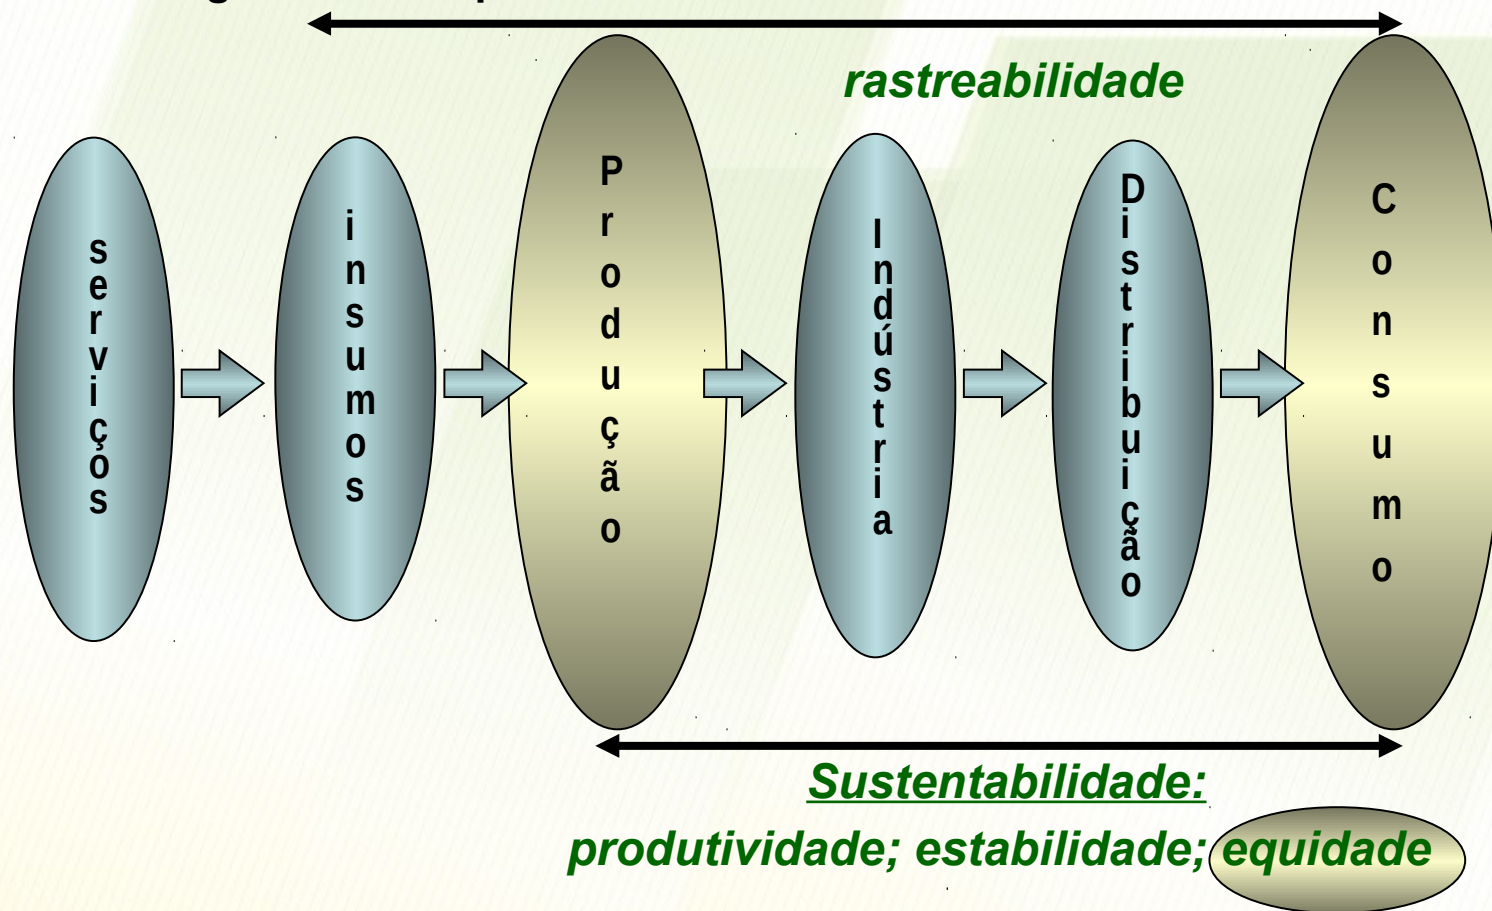 rastreabilidade
serviços
insumos
Produção
Indústria
Distribuição
Consumo
Sustentabilidade:
produtividade; estabilidade; equidade